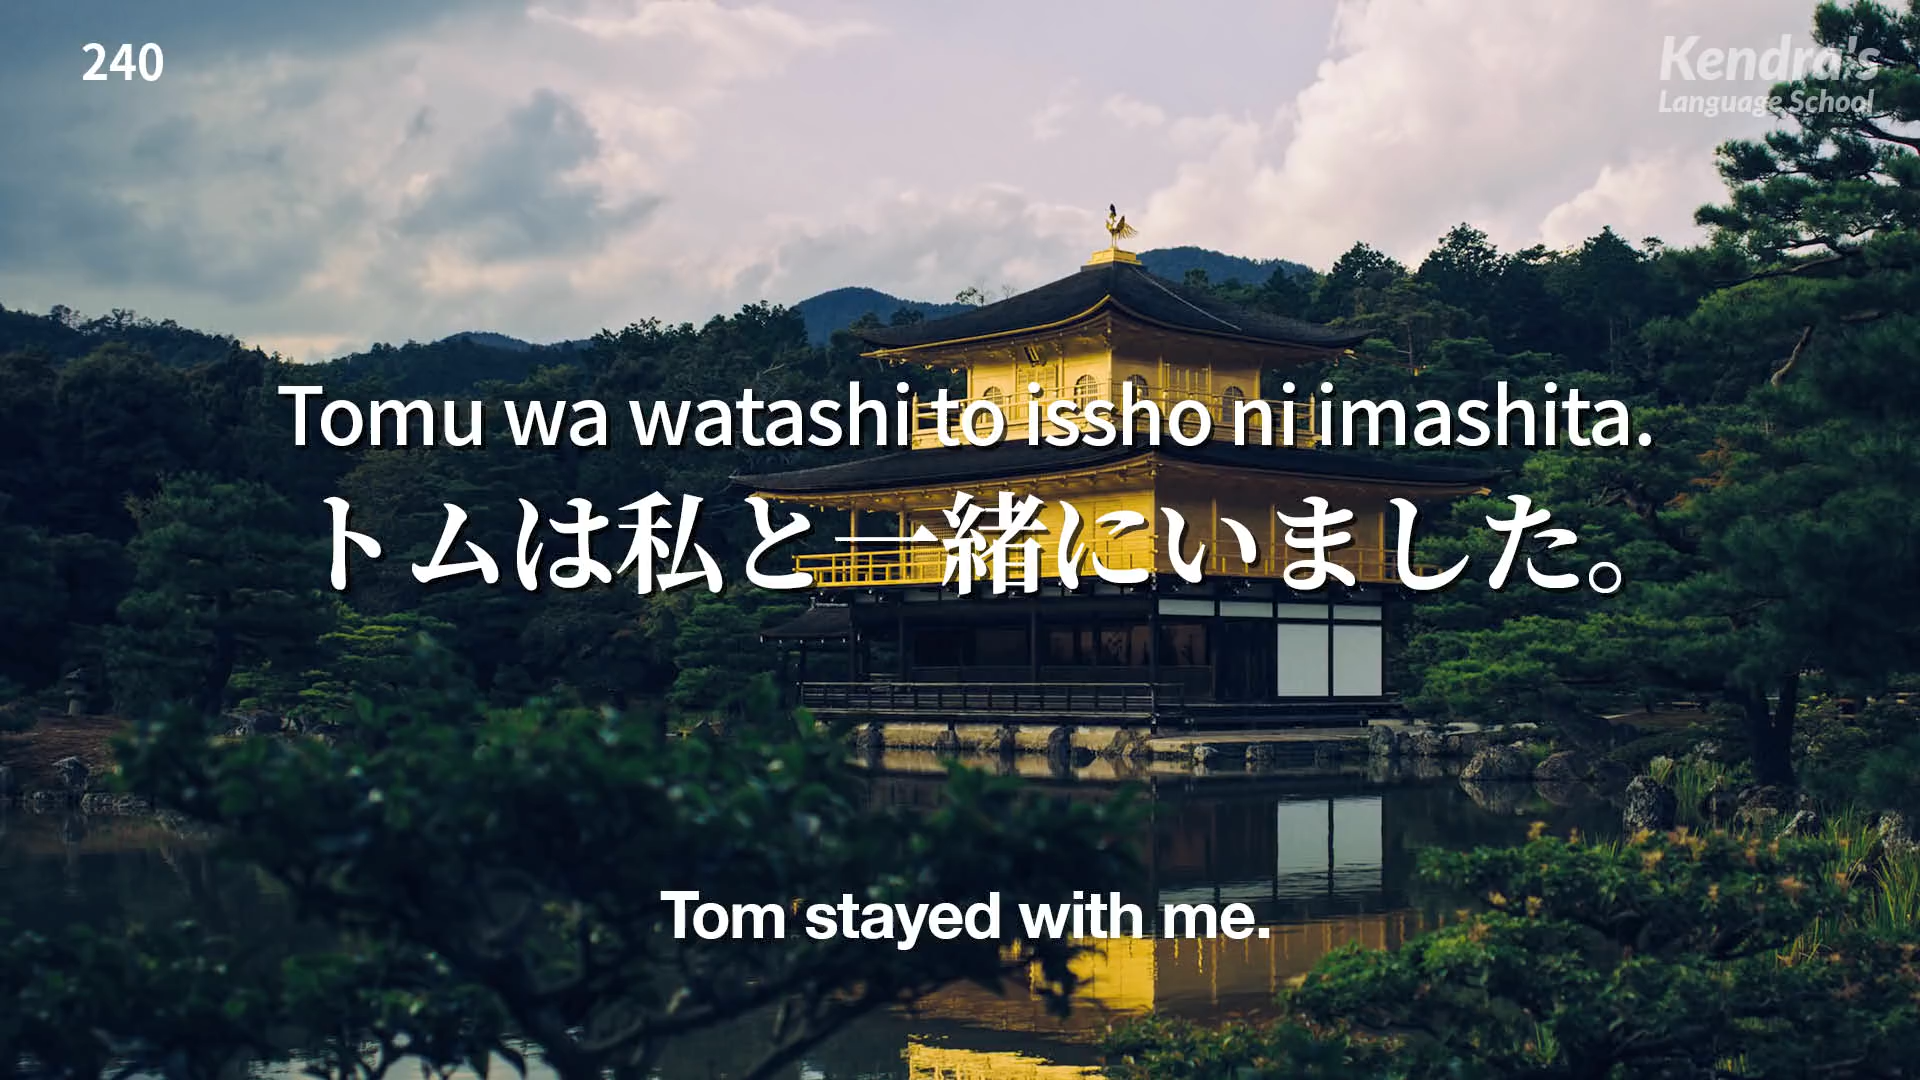 240
Kendra's
Language School
Tomu wa watashi to issho ni imashita.
トムは私と一緒にいました。
Tom stayed with me.